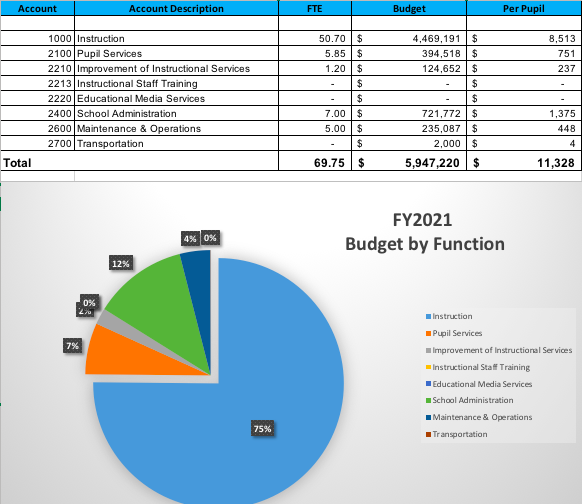 Account Account Description FTE Budget Per Pupil
1000 Instruction 50.70 $ 4,469,191 $ 8,513
2100 Pupil Services 5.85 $ 394,518 $ 751
2210 Improvement of Instructional Services 1.20 $ 124,652 $ 237
2213 Instructional Staff Training - $ - $ -
2220 Educational Media Services - $ - $ -
2400 School Administration 7.00 $ 721,772 $ 1,375
2600 Maintenance & Operations 5.00 $ 235,087 $ 448
2700 Transportation - $ 2,000 $ 4
Total 69.75 $ 5,947,220 $ 11,328
FY2021
Budget by Function
4% 0%
12%
0%
2%
7%
75%
Instruction
Pupil Services
Improvement of Instructional Services
Instructional Staff Training
Educational Media Services
School Administration
Maintenance & Operations
Transportation